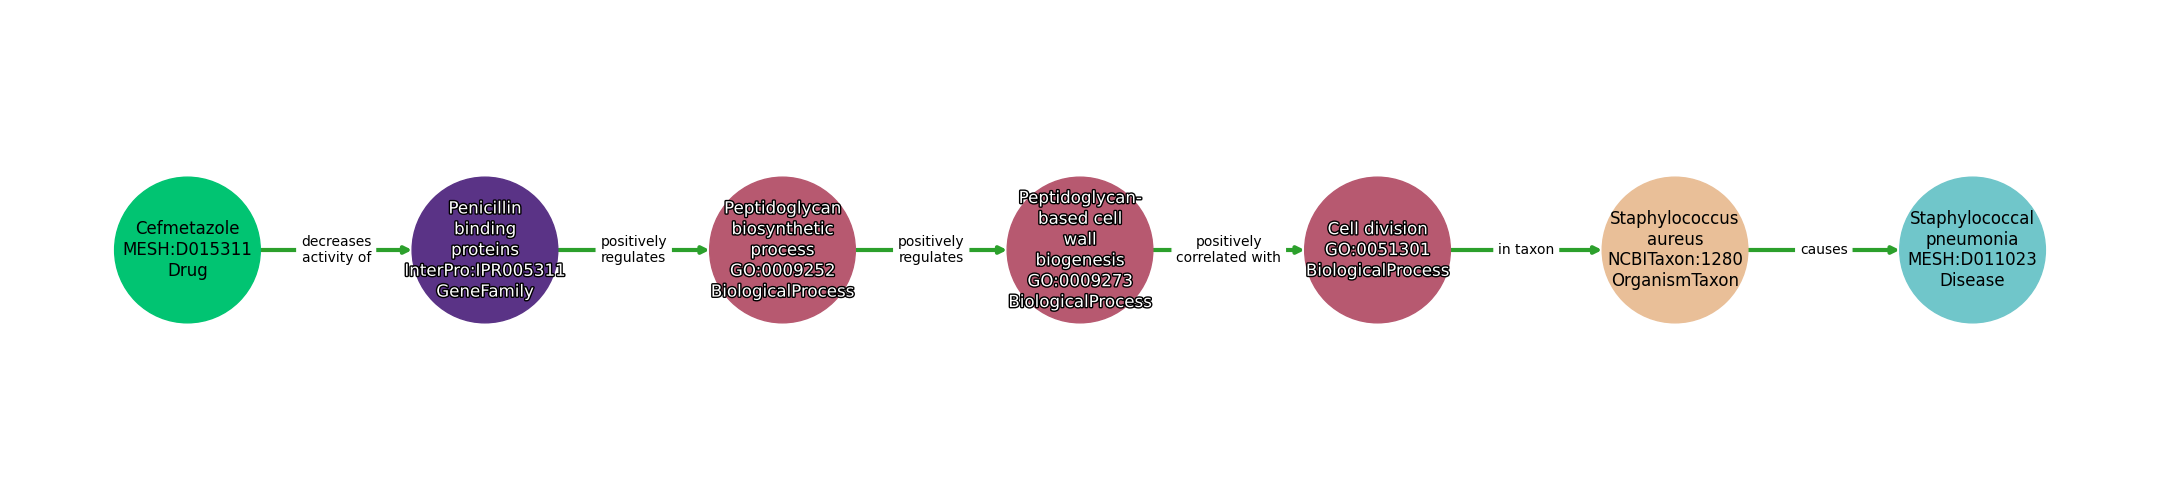 Cefmetazole
MESH:D015311
Drug
decreases
activity of
Penicillin
binding
proteins
InterPro:IPR005311
GeneFamily
positively
regulates
Peptidoglycan
biosynthetic
process
GO:0009252
BiologicalProcess
positively
regulates
Peptidoglycan-
based cell
wall
biogenesis
GO:0009273
BiologicalProcess
positively
correlated with
Cell division
GO:0051301
BiologicalProcess
in taxon
Staphylococcus
aureus
NCBITaxon:1280
OrganismTaxon
causes
Staphylococcal
pneumonia
MESH:D011023
Disease